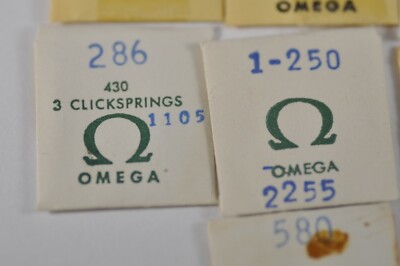 OMEGA
286
430
3 CLICKSPRINGS
1105
OMEGA
1-250
OMEGA
2255
580